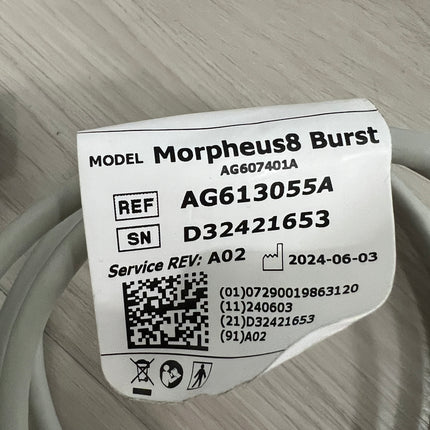 MODEL Morpheus8 Burst
AG607401A
REF AG613055A
SN D32421653
Service REV: A02 2024-06-03
(01)07290019863120
(11)240603
(21)D32421653
(91)A02